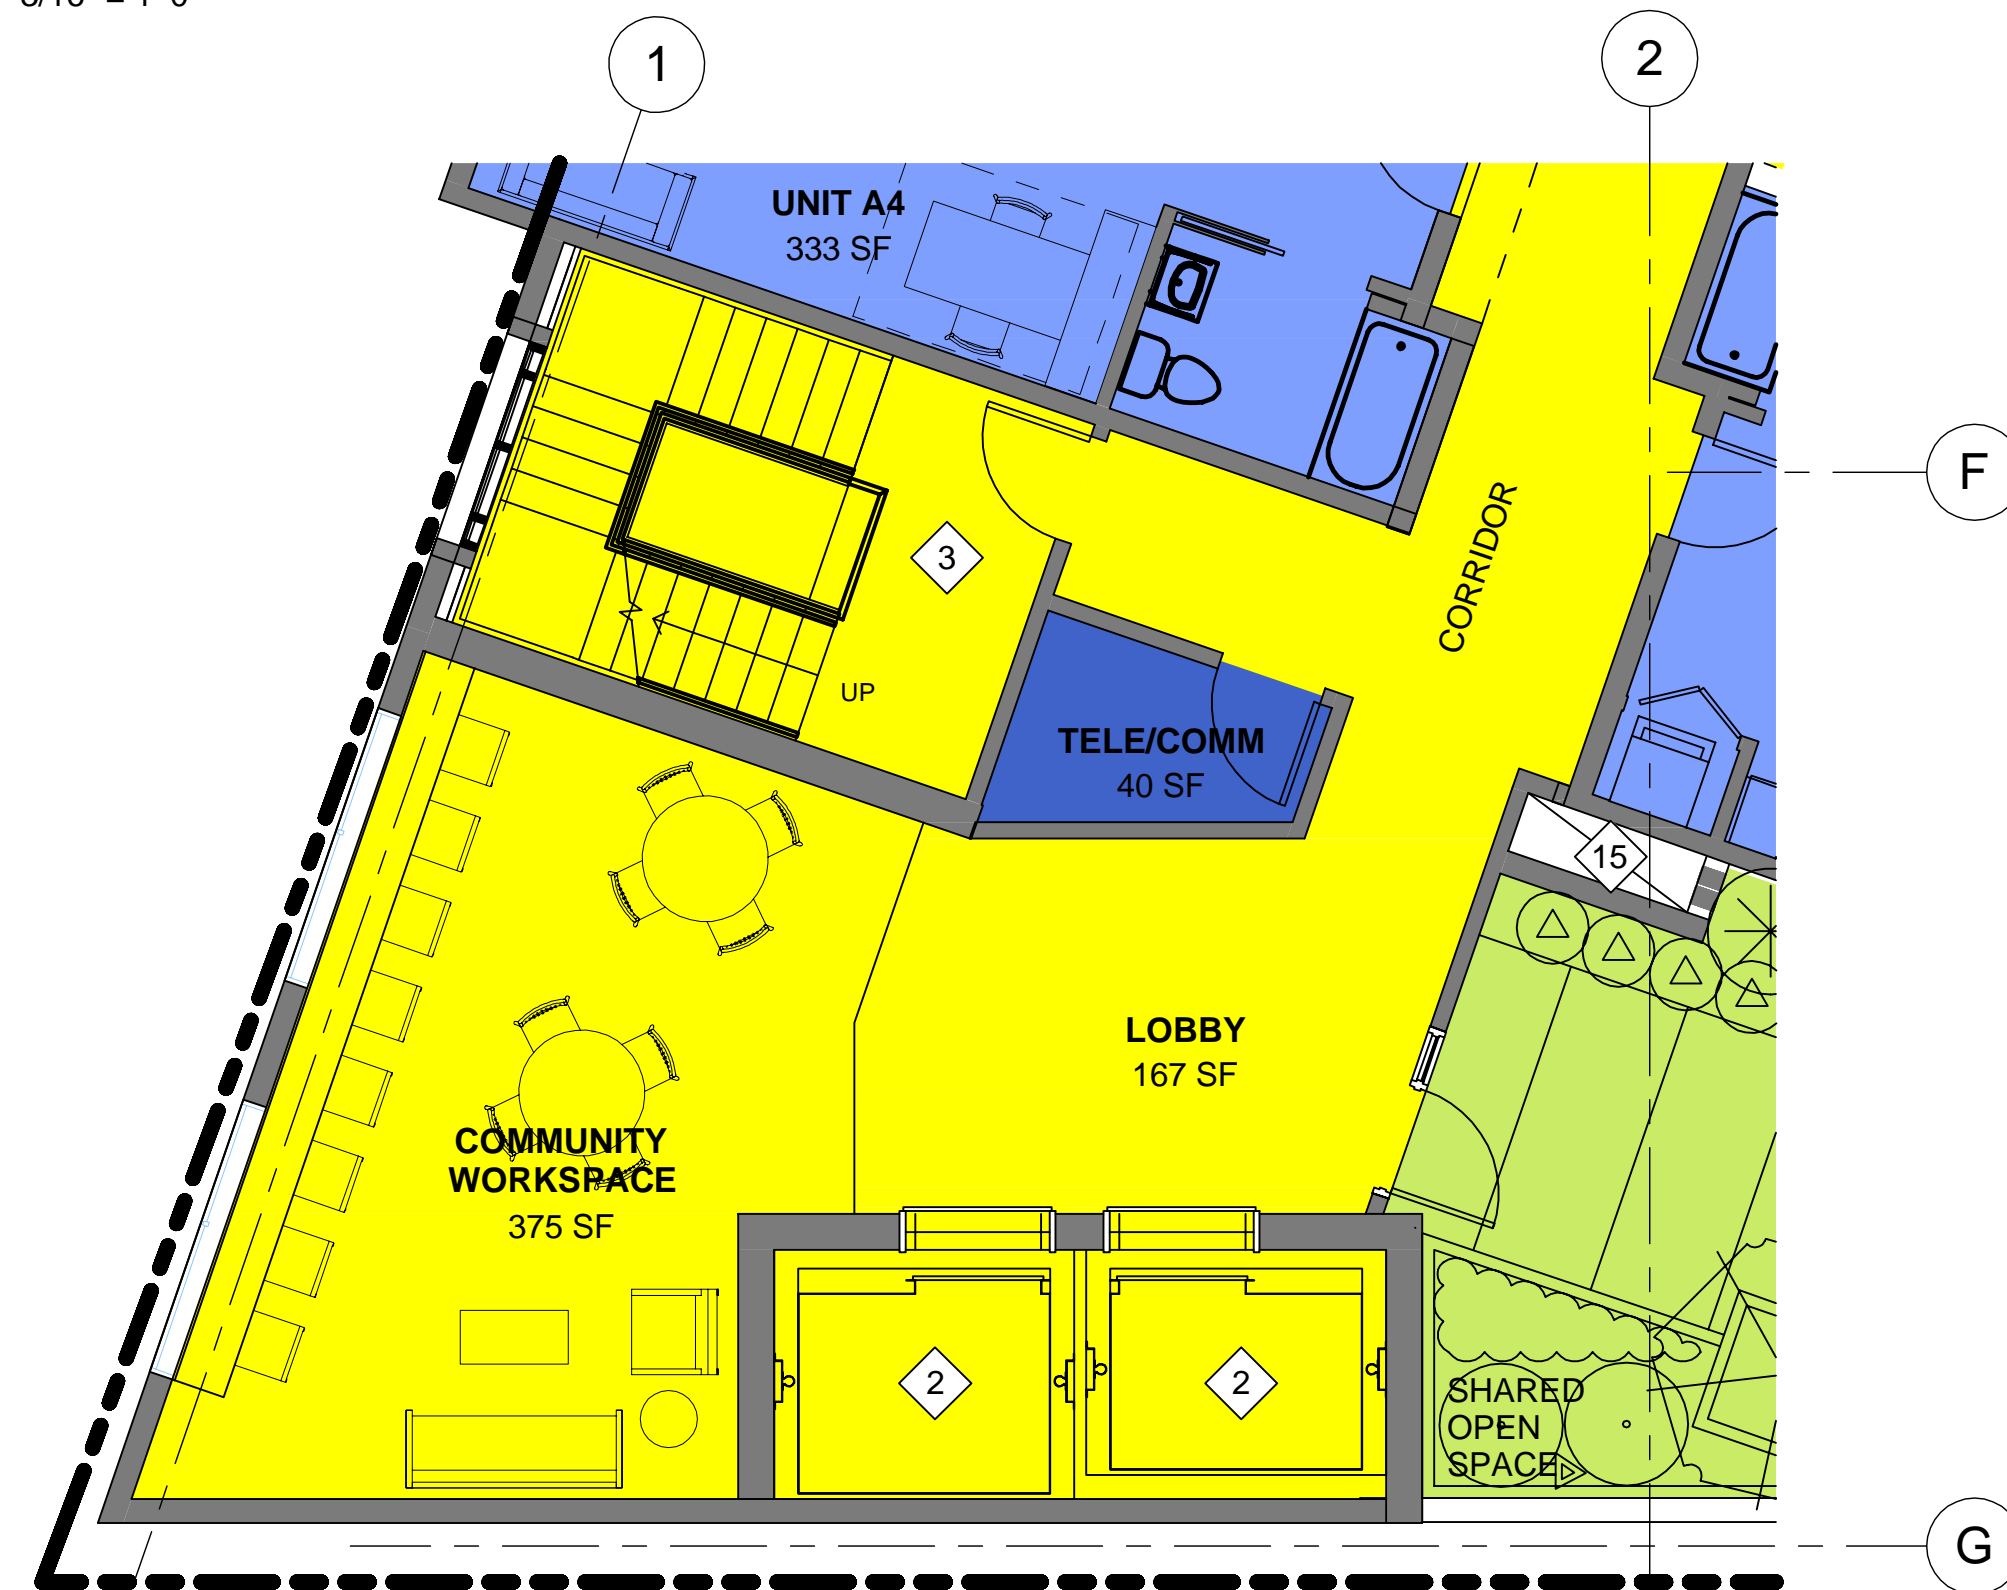 1
2
UNIT A4
333 SF
F
3
CORRIDOR
UP
TELE/COMM
40 SF
15
LOBBY
167 SF
COMMUNITY
WORKSPACE
375 SF
2
2
SHARED
OPEN
SPACE
G